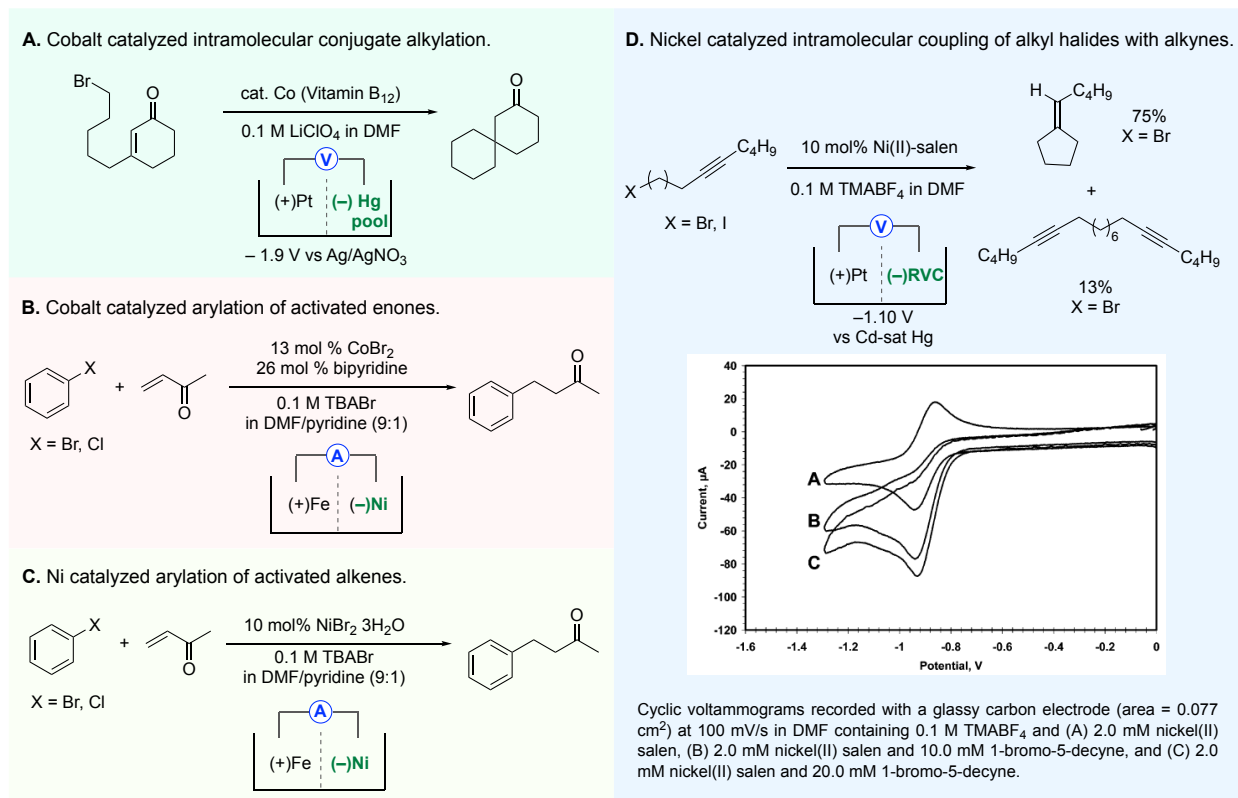 A. Cobalt catalyzed intramolecular conjugate alkylation.
Br
O
cat. Co (Vitamin B12)
0.1 M LiClO4 in DMF
O
V
(+)Pt
(–) Hg
pool
– 1.9 V vs Ag/AgNO3
B. Cobalt catalyzed arylation of activated enones.
X
+
O
X = Br, Cl
13 mol % CoBr2
26 mol % bipyridine
0.1 M TBABr
in DMF/pyridine (9:1)
O
A
(+)Fe
(–)Ni
C. Ni catalyzed arylation of activated alkenes.
X
+
O
X = Br, Cl
10 mol% NiBr2 3H2O
0.1 M TBABr
in DMF/pyridine (9:1)
O
A
(+)Fe
(–)Ni
D. Nickel catalyzed intramolecular coupling of alkyl halides with alkynes.
X
( )
C4H9
X = Br, I
10 mol% Ni(II)-salen
0.1 M TMABF4 in DMF
V
(+)Pt
(–)RVC
–1.10 V
vs Cd-sat Hg
H
C4H9
75%
X = Br
+
C4H9
( )6
C4H9
13%
X = Br
Current, µA
40
20
0
-20
-40
-60
-80
-100
-120
A
B
C
-1.6 -1.4 -1.2 -1 -0.8 -0.6 -0.4 -0.2 0
Potential, V
Cyclic voltammograms recorded with a glassy carbon electrode (area = 0.077
cm2) at 100 mV/s in DMF containing 0.1 M TMABF4 and (A) 2.0 mM nickel(II)
salen, (B) 2.0 mM nickel(II) salen and 10.0 mM 1-bromo-5-decyne, and (C) 2.0
mM nickel(II) salen and 20.0 mM 1-bromo-5-decyne.